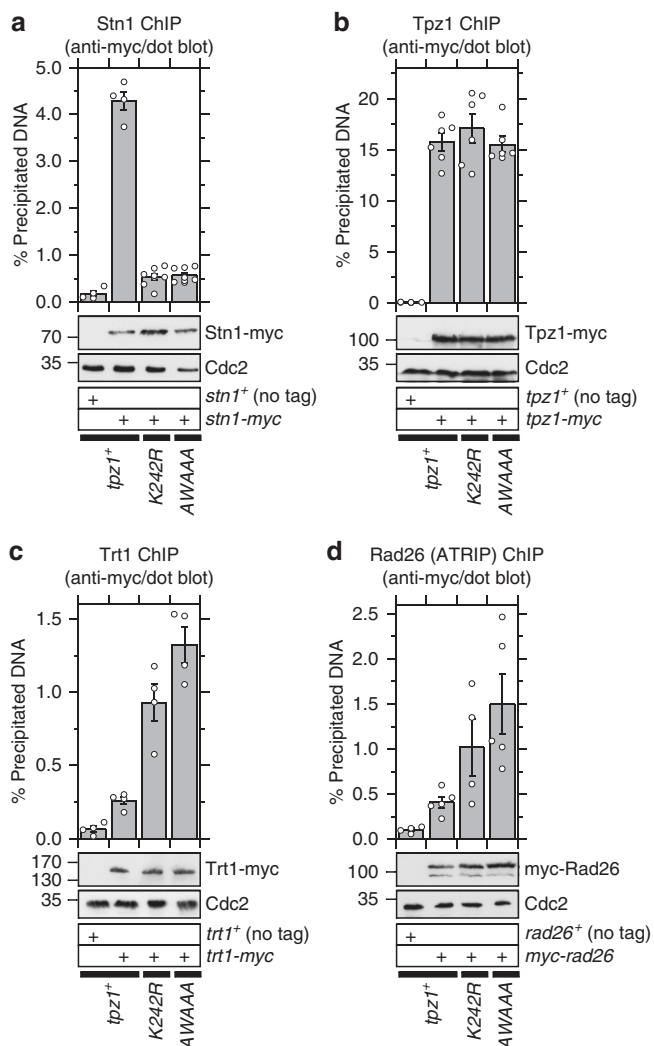 a
Stn1 ChIP
(anti-myc/dot blot)
% Precipitated DNA
5.0
4.0
3.0
2.0
1.0
0.0
70
Stn1-myc
35
Cdc2
+ stn1+ (no tag)
+ + + stn1-myc
tpz1+
K242R
AWAAA
b
Tpz1 ChIP
(anti-myc/dot blot)
% Precipitated DNA
20
15
10
5
0
100
Tpz1-myc
35
Cdc2
+ tpz1+ (no tag)
+ + + tpz1-myc
tpz1+
K242R
AWAAA
c
Trt1 ChIP
(anti-myc/dot blot)
% Precipitated DNA
1.5
1.0
0.5
0.0
170
130
Trt1-myc
35
Cdc2
+ trt1+ (no tag)
+ + + trt1-myc
tpz1+
K242R
AWAAA
d
Rad26 (ATRIP) ChIP
(anti-myc/dot blot)
% Precipitated DNA
2.5
2.0
1.5
1.0
0.5
0.0
100
myc-Rad26
35
Cdc2
+ rad26+ (no tag)
+ + + myc-rad26
tpz1+
K242R
AWAAA